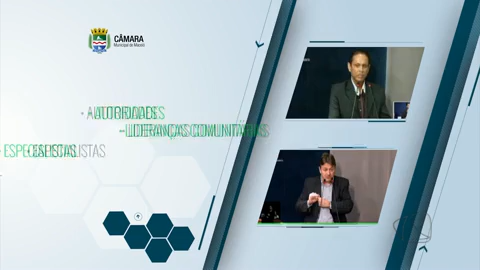 CÂMARA
Municipal de Maceió
- AUTORIDADES
- LIDERANÇAS COMUNITÁRIAS
- ESPECIALISTAS